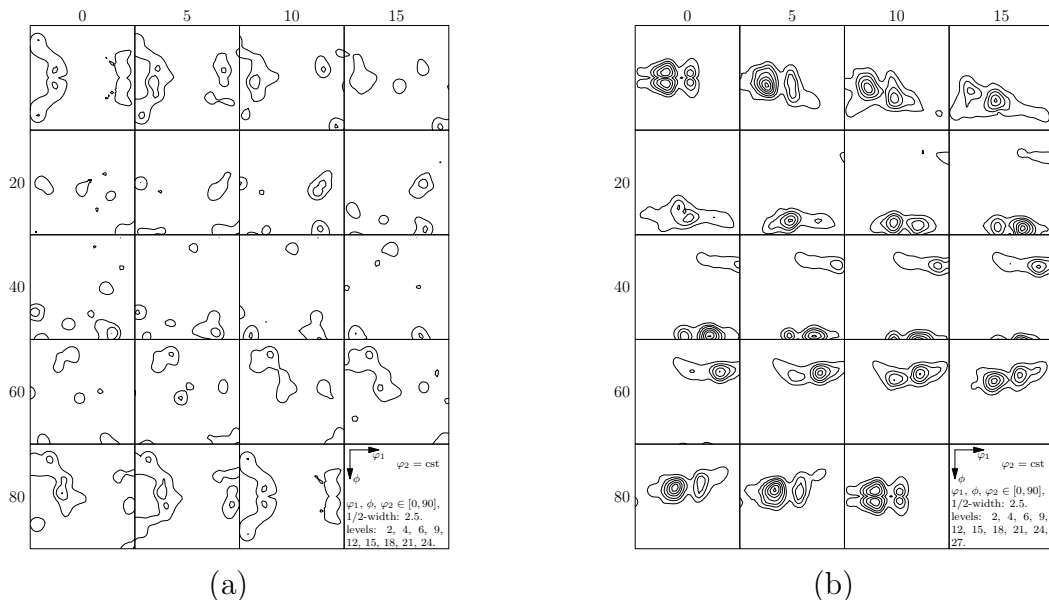 0 5 10 15
20
40
60
80
φ₁
φ₂ = cst
ϕ
φ₁, ϕ, φ₂ ∈ [0, 90],
1/2-width: 2.5.
levels: 2, 4, 6, 9,
12, 15, 18, 21, 24.
(a)
0 5 10 15
20
40
60
80
φ₁
φ₂ = cst
ϕ
φ₁, ϕ, φ₂ ∈ [0, 90],
1/2-width: 2.5.
levels: 2, 4, 6, 9,
12, 15, 18, 21, 24,
27.
(b)